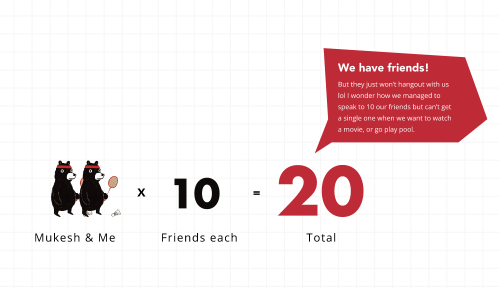 We have friends!
But they just won't hangout with us
lol I wonder how we managed to
speak to 10 our friends but can't get
a single one when we want to watch
a movie, or go play pool.
x 10 = 20
Mukesh & Me Friends each Total